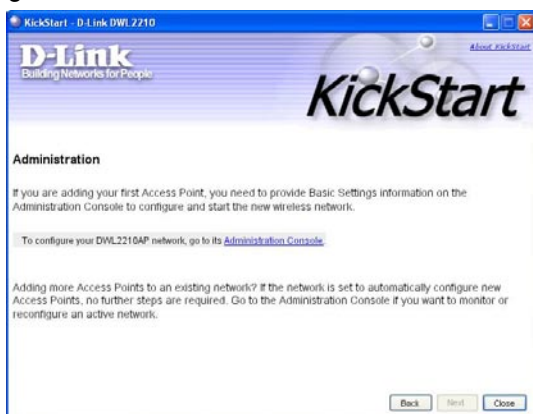 KickStart - D-Link DWL2210
About KickStart
D-Link
Building Networks for People
KickStart
Administration
If you are adding your first Access Point, you need to provide Basic Settings information on the
Administration Console to configure and start the new wireless network.
To configure your DWL2210AP network, go to its Administration Console.
Adding more Access Points to an existing network? If the network is set to automatically configure new
Access Points, no further steps are required. Go to the Administration Console if you want to monitor or
reconfigure an active network.
Back Next Close